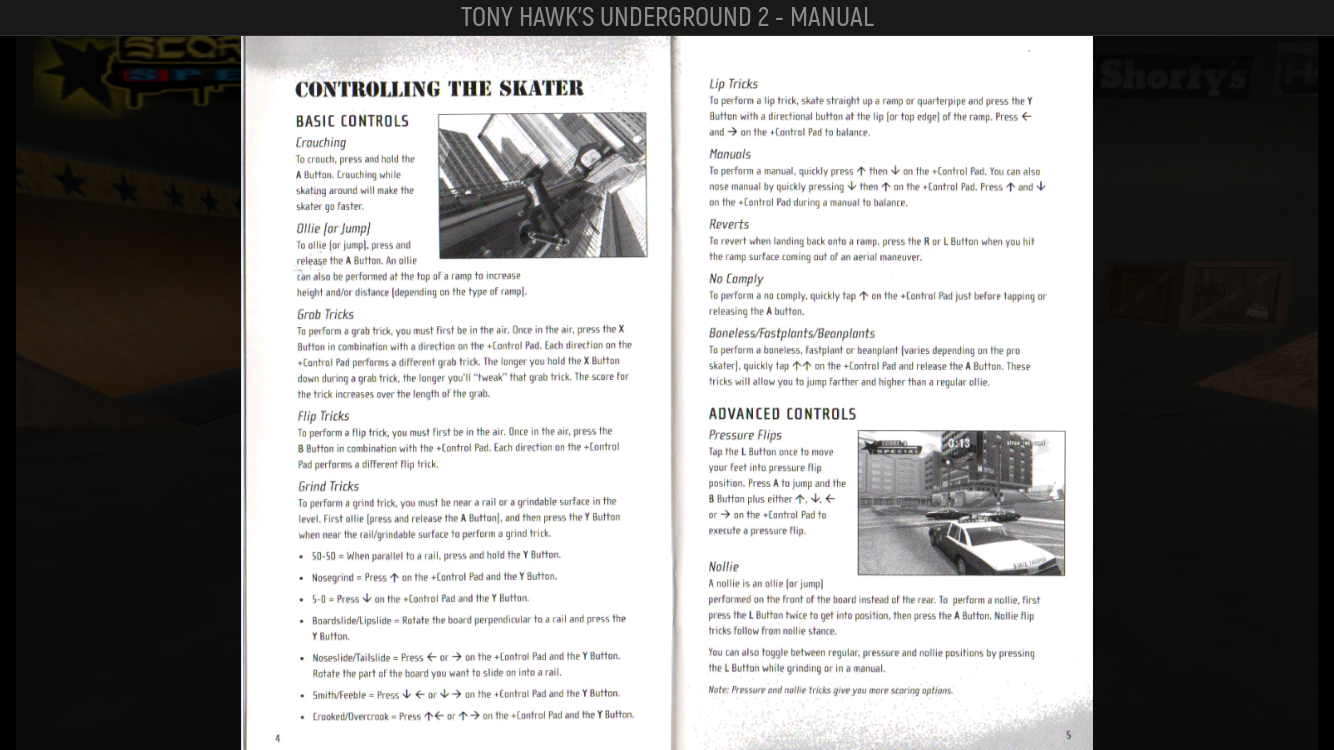 TONY HAWK'S UNDERGROUND 2 - MANUAL
Shorty's
CONTROLLING THE SKATER
BASIC CONTROLS
Crouching
To crouch, press and hold the
A Button. Crouching while
skating around will make the
skater go faster.
Ollie (or Jump)
To ollie (or jump), press and
release the A Button. An ollie
can also be performed at the top of a ramp to increase
height and/or distance (depending on the type of ramp).
Grab Tricks
To perform a grab trick, you must first be in the air. Once in the air, press the X
Button in combination with a direction on the +Control Pad. Each direction on the
+Control Pad performs a different grab trick. The longer you hold the X Button
down during a grab trick, the longer you'll "tweak" that grab trick. The score for
the trick increases over the length of the grab.
Flip Tricks
To perform a flip trick, you must first be in the air. Once in the air, press the
B Button in combination with the +Control Pad. Each direction on the +Control
Pad performs a different flip trick.
Grind Tricks
To perform a grind trick, you must be near a rail or a grindable surface in the
level. First ollie (press and release the A Button), and then press the Y Button
when near the rail/grindable surface to perform a grind trick.
• 50-50 = When parallel to a rail, press and hold the Y Button.
• Nosegrind = Press ↑ on the +Control Pad and the Y Button.
• 5-0 = Press ↓ on the +Control Pad and the Y Button.
• Boardslide/Lipslide = Rotate the board perpendicular to a rail and press the
Y Button.
• Noseslide/Tailslide = Press ← or → on the +Control Pad and the Y Button.
Rotate the part of the board you want to slide on into a rail.
• Smith/Feeble = Press ↓ ← or ↓ → on the +Control Pad and the Y Button.
• Crooked/Overcrook = Press ↑← or ↑→ on the +Control Pad and the Y Button.
4
Lip Tricks
To perform a lip trick, skate straight up a ramp or quarterpipe and press the Y
Button with a directional button at the lip (or top edge) of the ramp. Press ←
and → on the +Control Pad to balance.
Manuals
To perform a manual, quickly press ↑ then ↓ on the +Control Pad. You can also
nose manual by quickly pressing ↓ then ↑ on the +Control Pad. Press ↑ and ↓
on the +Control Pad during a manual to balance.
Reverts
To revert when landing back onto a ramp, press the R or L Button when you hit
the ramp surface coming out of an aerial maneuver.
No Comply
To perform a no comply, quickly tap ↑ on the +Control Pad just before tapping or
releasing the A button.
Boneless/Fastplants/Beanplants
To perform a boneless, fastplant or beanplant (varies depending on the pro
skater), quickly tap ↑↑ on the +Control Pad and release the A Button. These
tricks will allow you to jump farther and higher than a regular ollie.
ADVANCED CONTROLS
Pressure Flips
Tap the L Button once to move
your feet into pressure flip
position. Press A to jump and the
B Button plus either ↑, ↓, ←
or → on the +Control Pad to
execute a pressure flip.
0:13
SPECIAL
STATE TROOPER
Nollie
A nollie is an ollie (or jump)
performed on the front of the board instead of the rear. To perform a nollie, first
press the L Button twice to get into position, then press the A Button. Nollie flip
tricks follow from nollie stance.
You can also toggle between regular, pressure and nollie positions by pressing
the L Button while grinding or in a manual.
Note: Pressure and nollie tricks give you more scoring options.
5